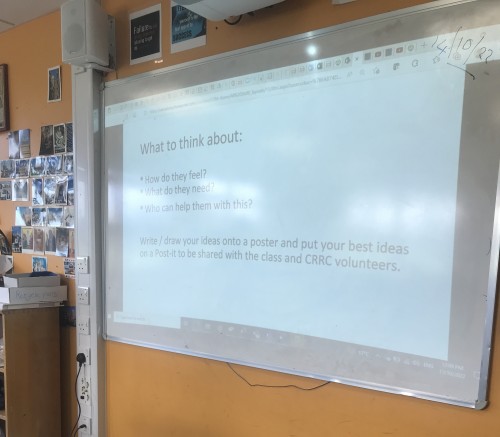 Failure
14/10/22
What to think about:
• How do they feel?
• What do they need?
• Who can help them with this?
Write / draw your ideas onto a poster and put your best ideas
on a Post-it to be shared with the class and CRRC volunteers.